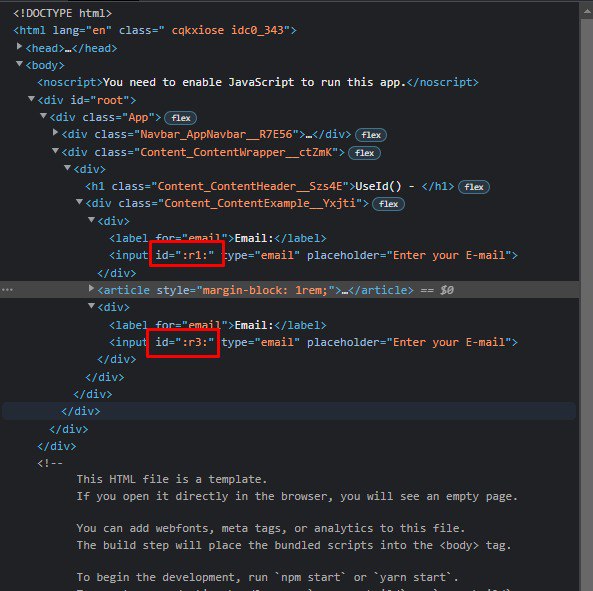 <!DOCTYPE html>
<html lang="en" class=" cqkxiose idc0_343">
<head>…</head>
<body>
<noscript>You need to enable JavaScript to run this app.</noscript>
<div id="root">
<div class="App"> flex
<div class="Navbar_AppNavbar__R7E56">…</div> flex
<div class="Content_ContentWrapper__ctZmK"> flex
<div>
<h1 class="Content_ContentHeader__Szs4E">UseId() - </h1> flex
<div class="Content_ContentExample__Yxjti"> flex
<div>
<label for="email">Email:</label>
<input id=":r1:" type="email" placeholder="Enter your E-mail">
</div>
… <article style="margin-block: 1rem;">…</article> == $0
<div>
<label for="email">Email:</label>
<input id=":r3:" type="email" placeholder="Enter your E-mail">
</div>
</div>
</div>
</div>
</div>
</div>
<!--
This HTML file is a template.
If you open it directly in the browser, you will see an empty page.
You can add webfonts, meta tags, or analytics to this file.
The build step will place the bundled scripts into the <body> tag.
To begin the development, run `npm start` or `yarn start`.